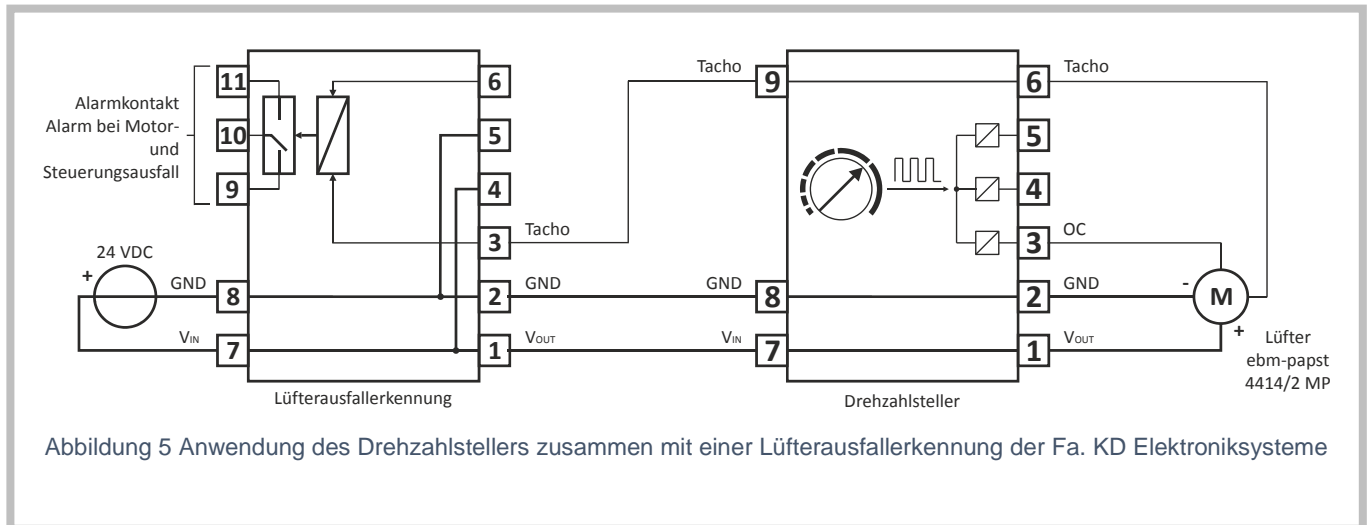 Alarmkontakt
Alarm bei Motor-
und
Steuerungsausfall
11
10
9
24 VDC
+
GND
8
VIN
7
6
5
4
3
Tacho
2
GND
1
VOUT
Lüfterausfallerkennung
Tacho
9
GND
8
VIN
7
6
Tacho
5
4
3
OC
2
GND
1
VOUT
Drehzahlsteller
-
M
+
Lüfter
ebm-papst
4414/2 MP
Abbildung 5 Anwendung des Drehzahlstellers zusammen mit einer Lüfterausfallerkennung der Fa. KD Elektroniksysteme